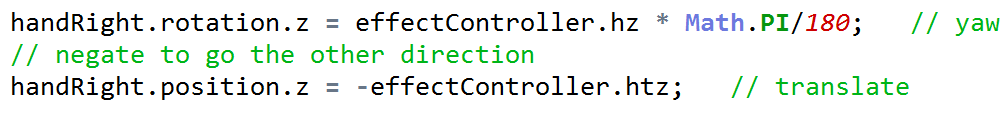 handRight.rotation.z = effectController.hz * Math.PI/180;   // yaw
// negate to go the other direction
handRight.position.z = -effectController.htz;   // translate